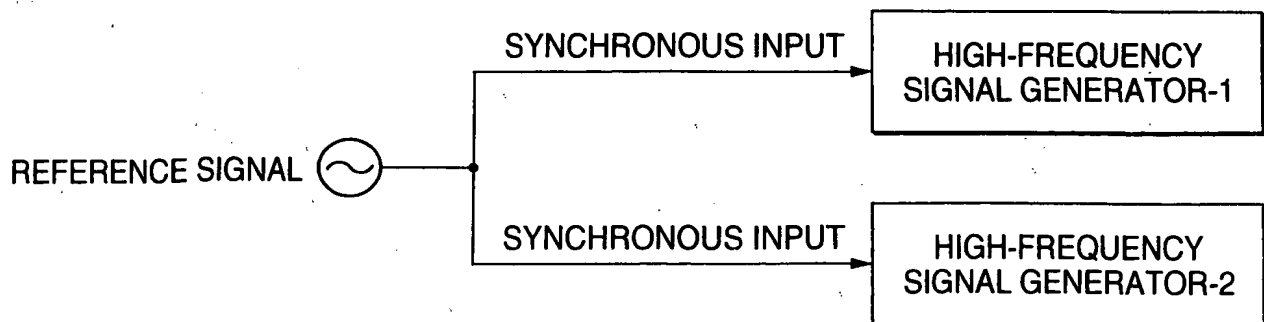 SYNCHRONOUS INPUT
HIGH-FREQUENCY
SIGNAL GENERATOR-1
REFERENCE SIGNAL
SYNCHRONOUS INPUT
HIGH-FREQUENCY
SIGNAL GENERATOR-2